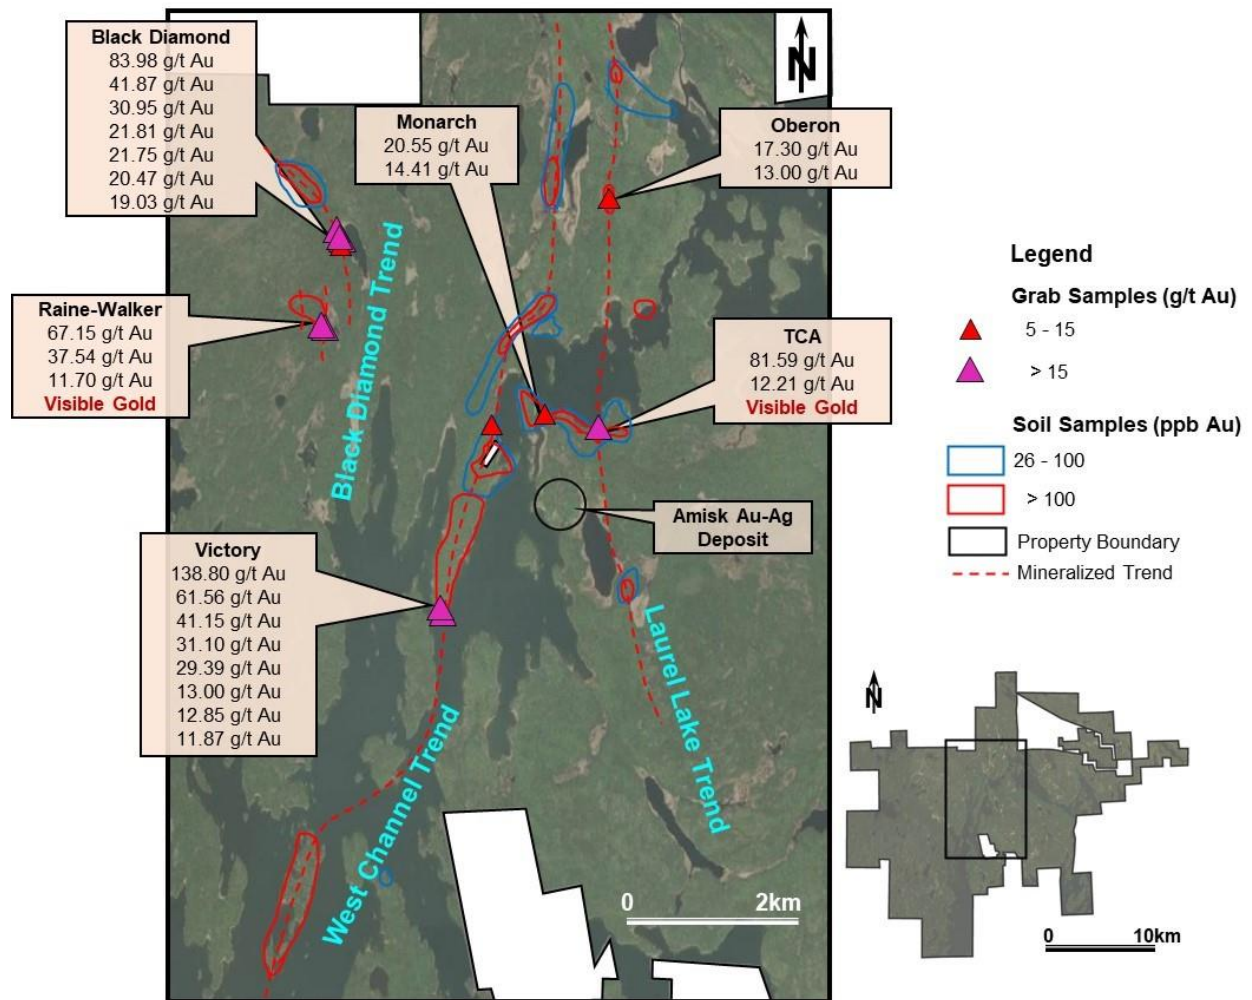 Black Diamond
83.98 g/t Au
41.87 g/t Au
30.95 g/t Au
21.81 g/t Au
21.75 g/t Au
20.47 g/t Au
19.03 g/t Au
Monarch
20.55 g/t Au
14.41 g/t Au
N
Oberon
17.30 g/t Au
13.00 g/t Au
Raine-Walker
67.15 g/t Au
37.54 g/t Au
11.70 g/t Au
Visible Gold
Black Diamond Trend
TCA
81.59 g/t Au
12.21 g/t Au
Visible Gold
Amisk Au-Ag
Deposit
Victory
138.80 g/t Au
61.56 g/t Au
41.15 g/t Au
31.10 g/t Au
29.39 g/t Au
13.00 g/t Au
12.85 g/t Au
11.87 g/t Au
West Channel Trend
Laurel Lake Trend
0 2km
Legend
Grab Samples (g/t Au)
5 - 15
> 15
Soil Samples (ppb Au)
26 - 100
> 100
Property Boundary
Mineralized Trend
N
0 10km